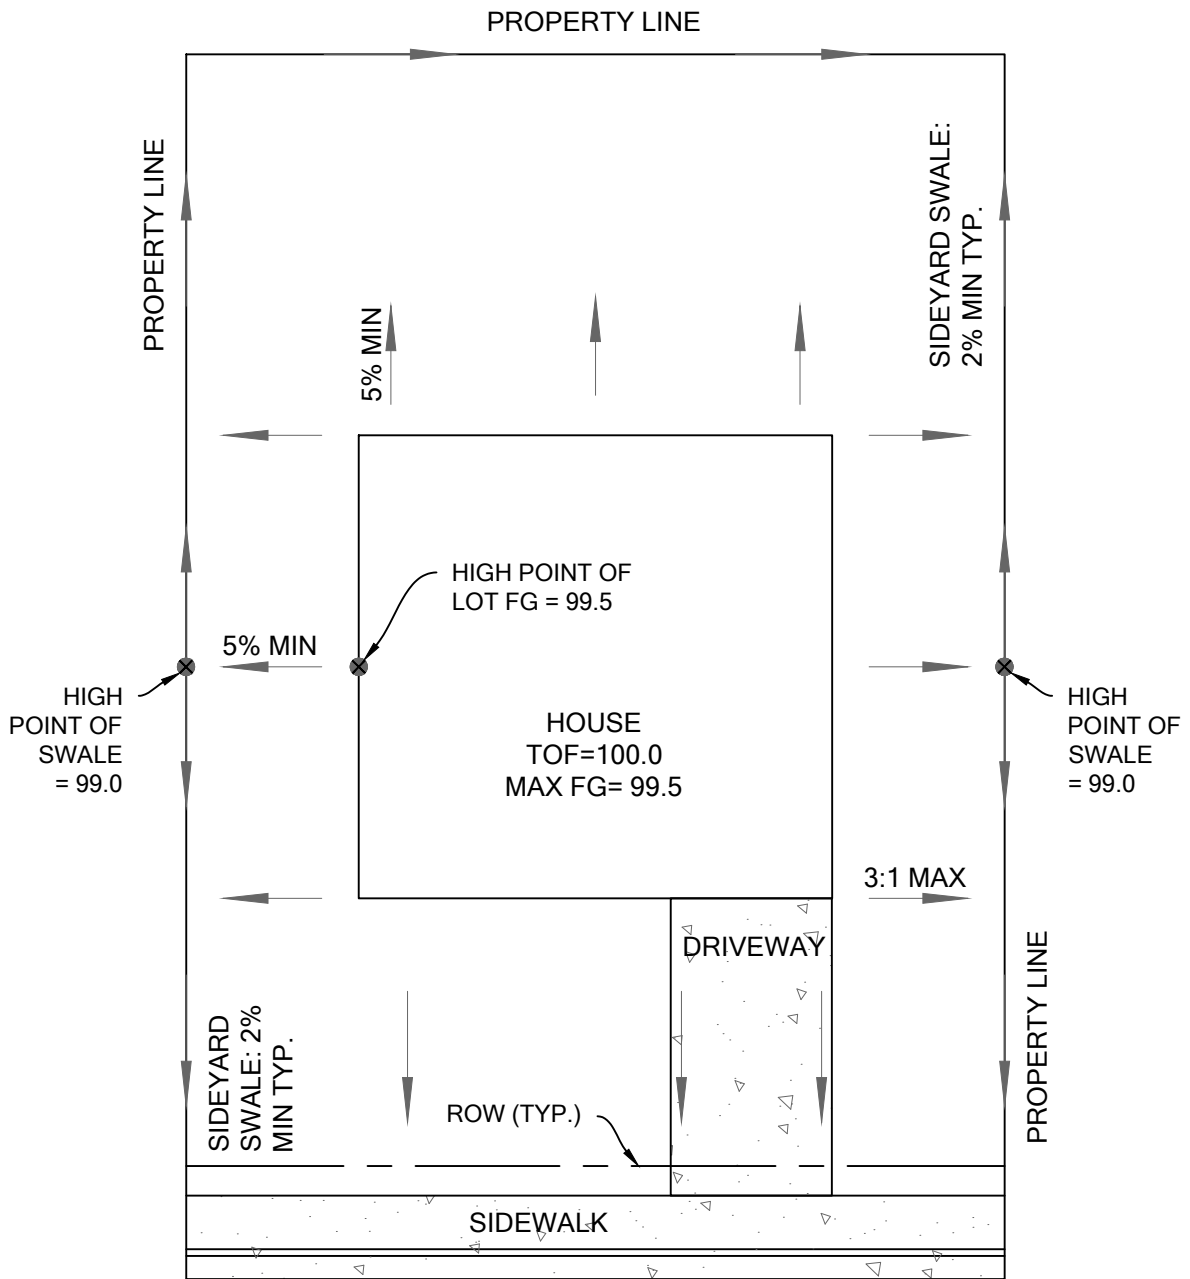 PROPERTY LINE
PROPERTY LINE
SIDEYARD SWALE:
2% MIN TYP.
5% MIN
HIGH POINT OF
LOT FG = 99.5
5% MIN
HIGH
POINT OF
SWALE
= 99.0
HOUSE
TOF=100.0
MAX FG= 99.5
HIGH
POINT OF
SWALE
= 99.0
3:1 MAX
DRIVEWAY
SIDEYARD
SWALE: 2%
MIN TYP.
PROPERTY LINE
ROW (TYP.)
SIDEWALK